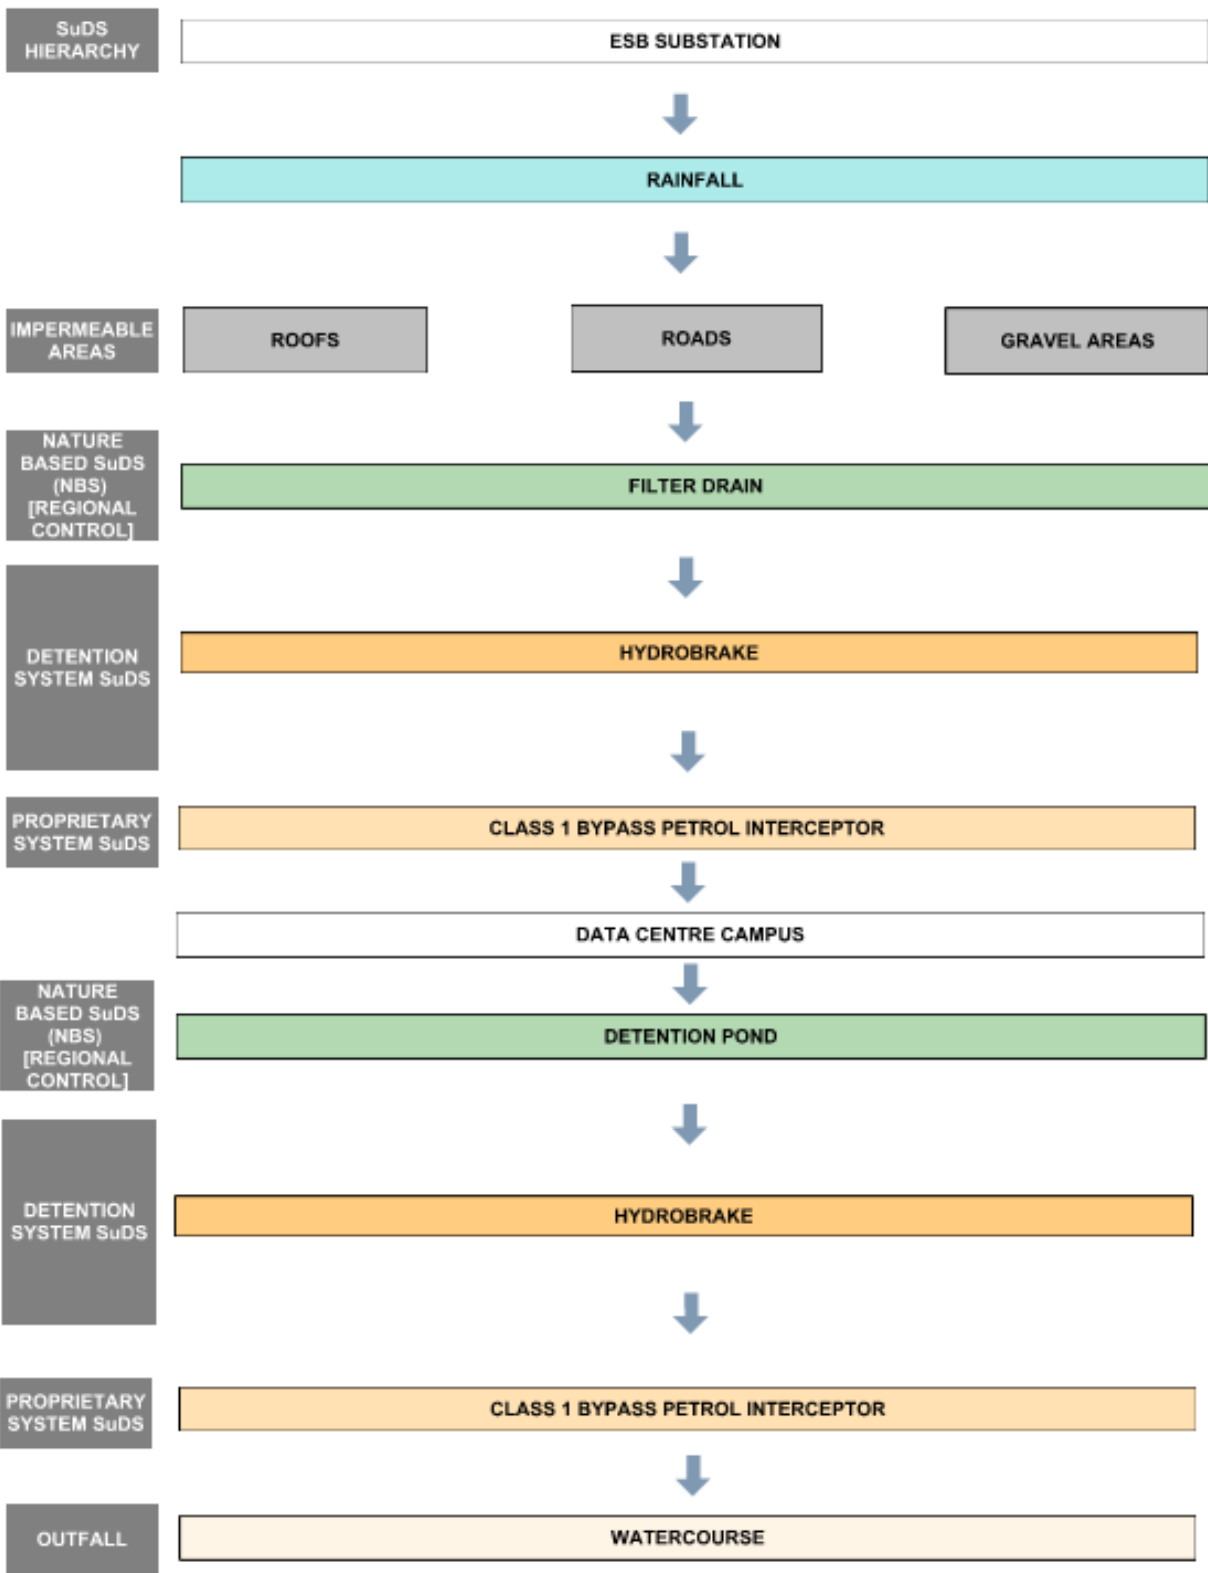 SuDS
HIERARCHY
ESB SUBSTATION
RAINFALL
IMPERMEABLE
AREAS
ROOFS
ROADS
GRAVEL AREAS
NATURE
BASED SuDS
(NBS)
[REGIONAL
CONTROL]
FILTER DRAIN
DETENTION
SYSTEM SuDS
HYDROBRAKE
PROPRIETARY
SYSTEM SuDS
CLASS 1 BYPASS PETROL INTERCEPTOR
DATA CENTRE CAMPUS
NATURE
BASED SuDS
(NBS)
[REGIONAL
CONTROL]
DETENTION POND
DETENTION
SYSTEM SuDS
HYDROBRAKE
PROPRIETARY
SYSTEM SuDS
CLASS 1 BYPASS PETROL INTERCEPTOR
OUTFALL
WATERCOURSE